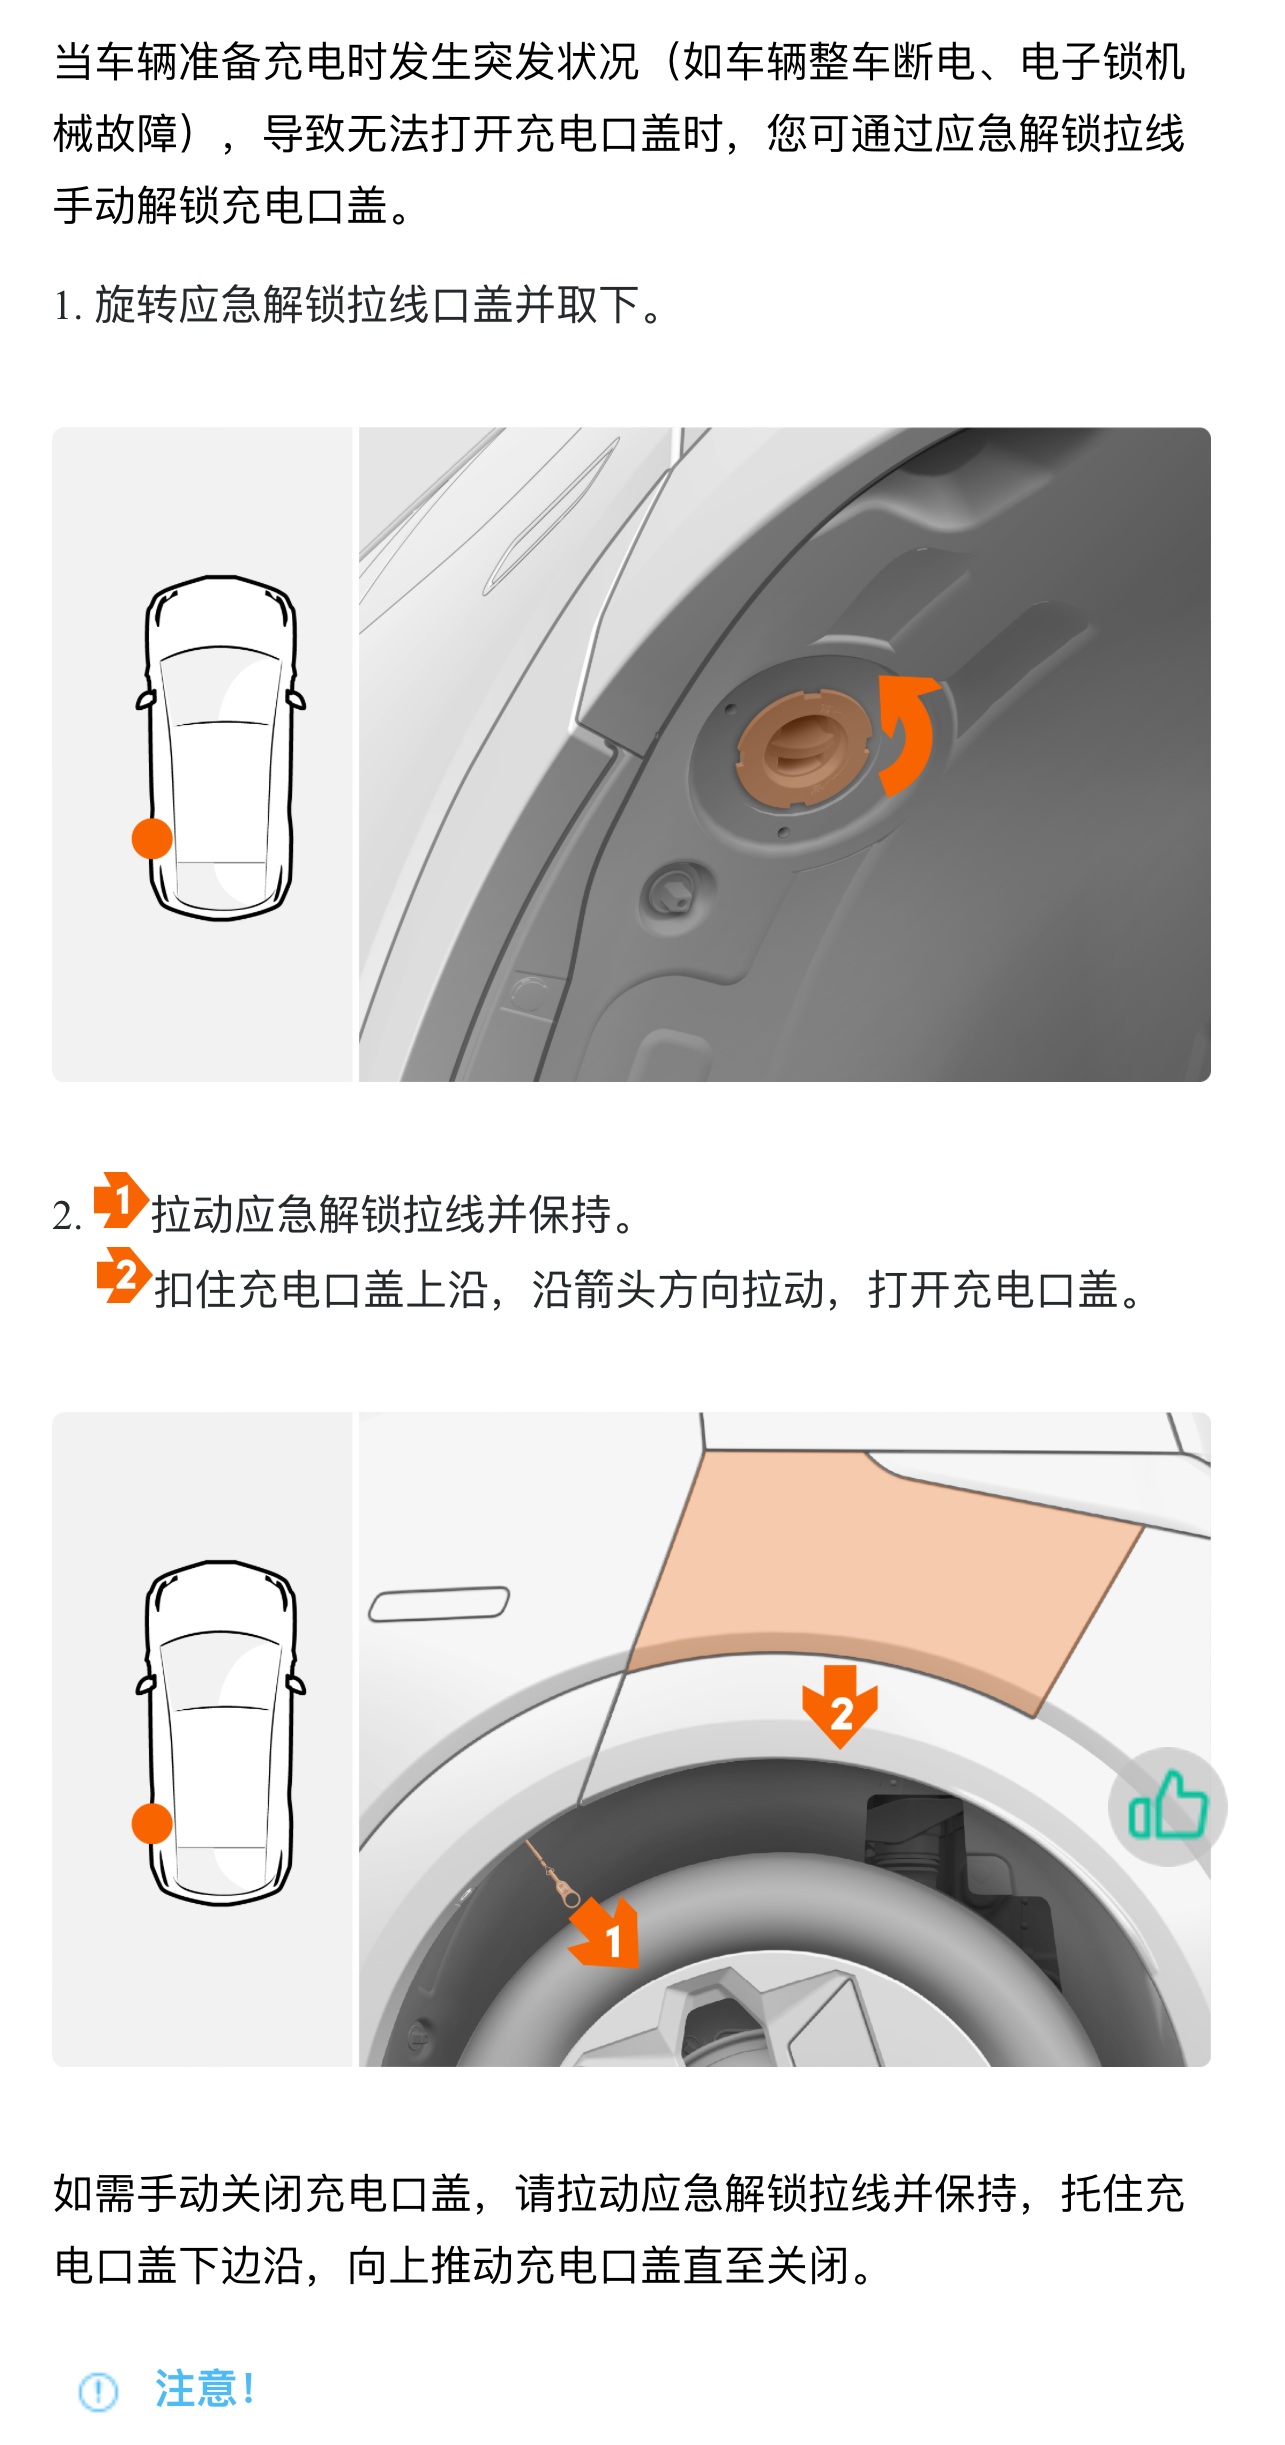 当车辆准备充电时发生突发状况（如车辆整车断电、电子锁机
械故障），导致无法打开充电口盖时，您可通过应急解锁拉线
手动解锁充电口盖。
1. 旋转应急解锁拉线口盖并取下。
2. 1拉动应急解锁拉线并保持。
2扣住充电口盖上沿，沿箭头方向拉动，打开充电口盖。
2
1
如需手动关闭充电口盖，请拉动应急解锁拉线并保持，托住充
电口盖下边沿，向上推动充电口盖直至关闭。
注意！